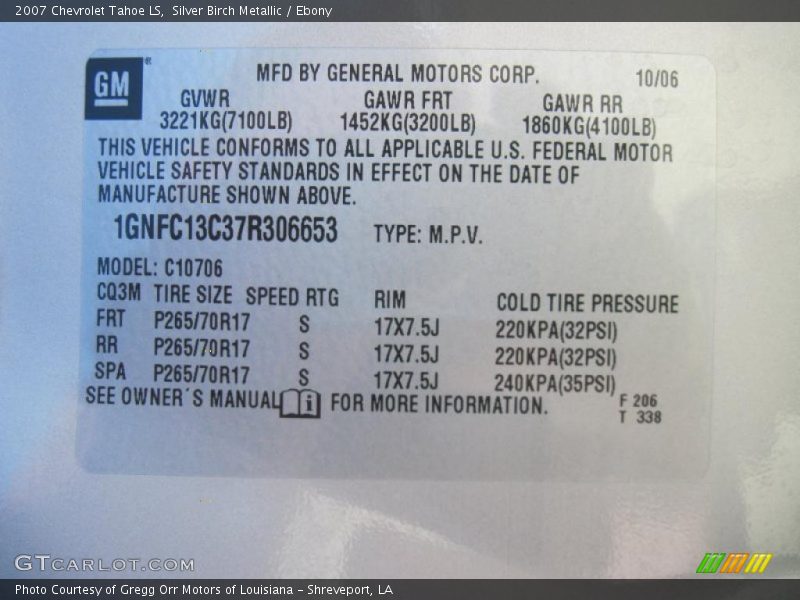 2007 Chevrolet Tahoe LS, Silver Birch Metallic / Ebony
GM ®
MFD BY GENERAL MOTORS CORP. 10/06
GVWR GAWR FRT GAWR RR
3221KG(7100LB) 1452KG(3200LB) 1860KG(4100LB)
THIS VEHICLE CONFORMS TO ALL APPLICABLE U.S. FEDERAL MOTOR
VEHICLE SAFETY STANDARDS IN EFFECT ON THE DATE OF
MANUFACTURE SHOWN ABOVE.
1GNFC13C37R306653 TYPE: M.P.V.
MODEL: C10706
CQ3M TIRE SIZE SPEED RTG RIM COLD TIRE PRESSURE
FRT P265/70R17 S 17X7.5J 220KPA(32PSI)
RR P265/70R17 S 17X7.5J 220KPA(32PSI)
SPA P265/70R17 S 17X7.5J 240KPA(35PSI)
SEE OWNER´S MANUAL i FOR MORE INFORMATION. F 206
T 338
GTCARLOT.COM
Photo Courtesy of Gregg Orr Motors of Louisiana - Shreveport, LA